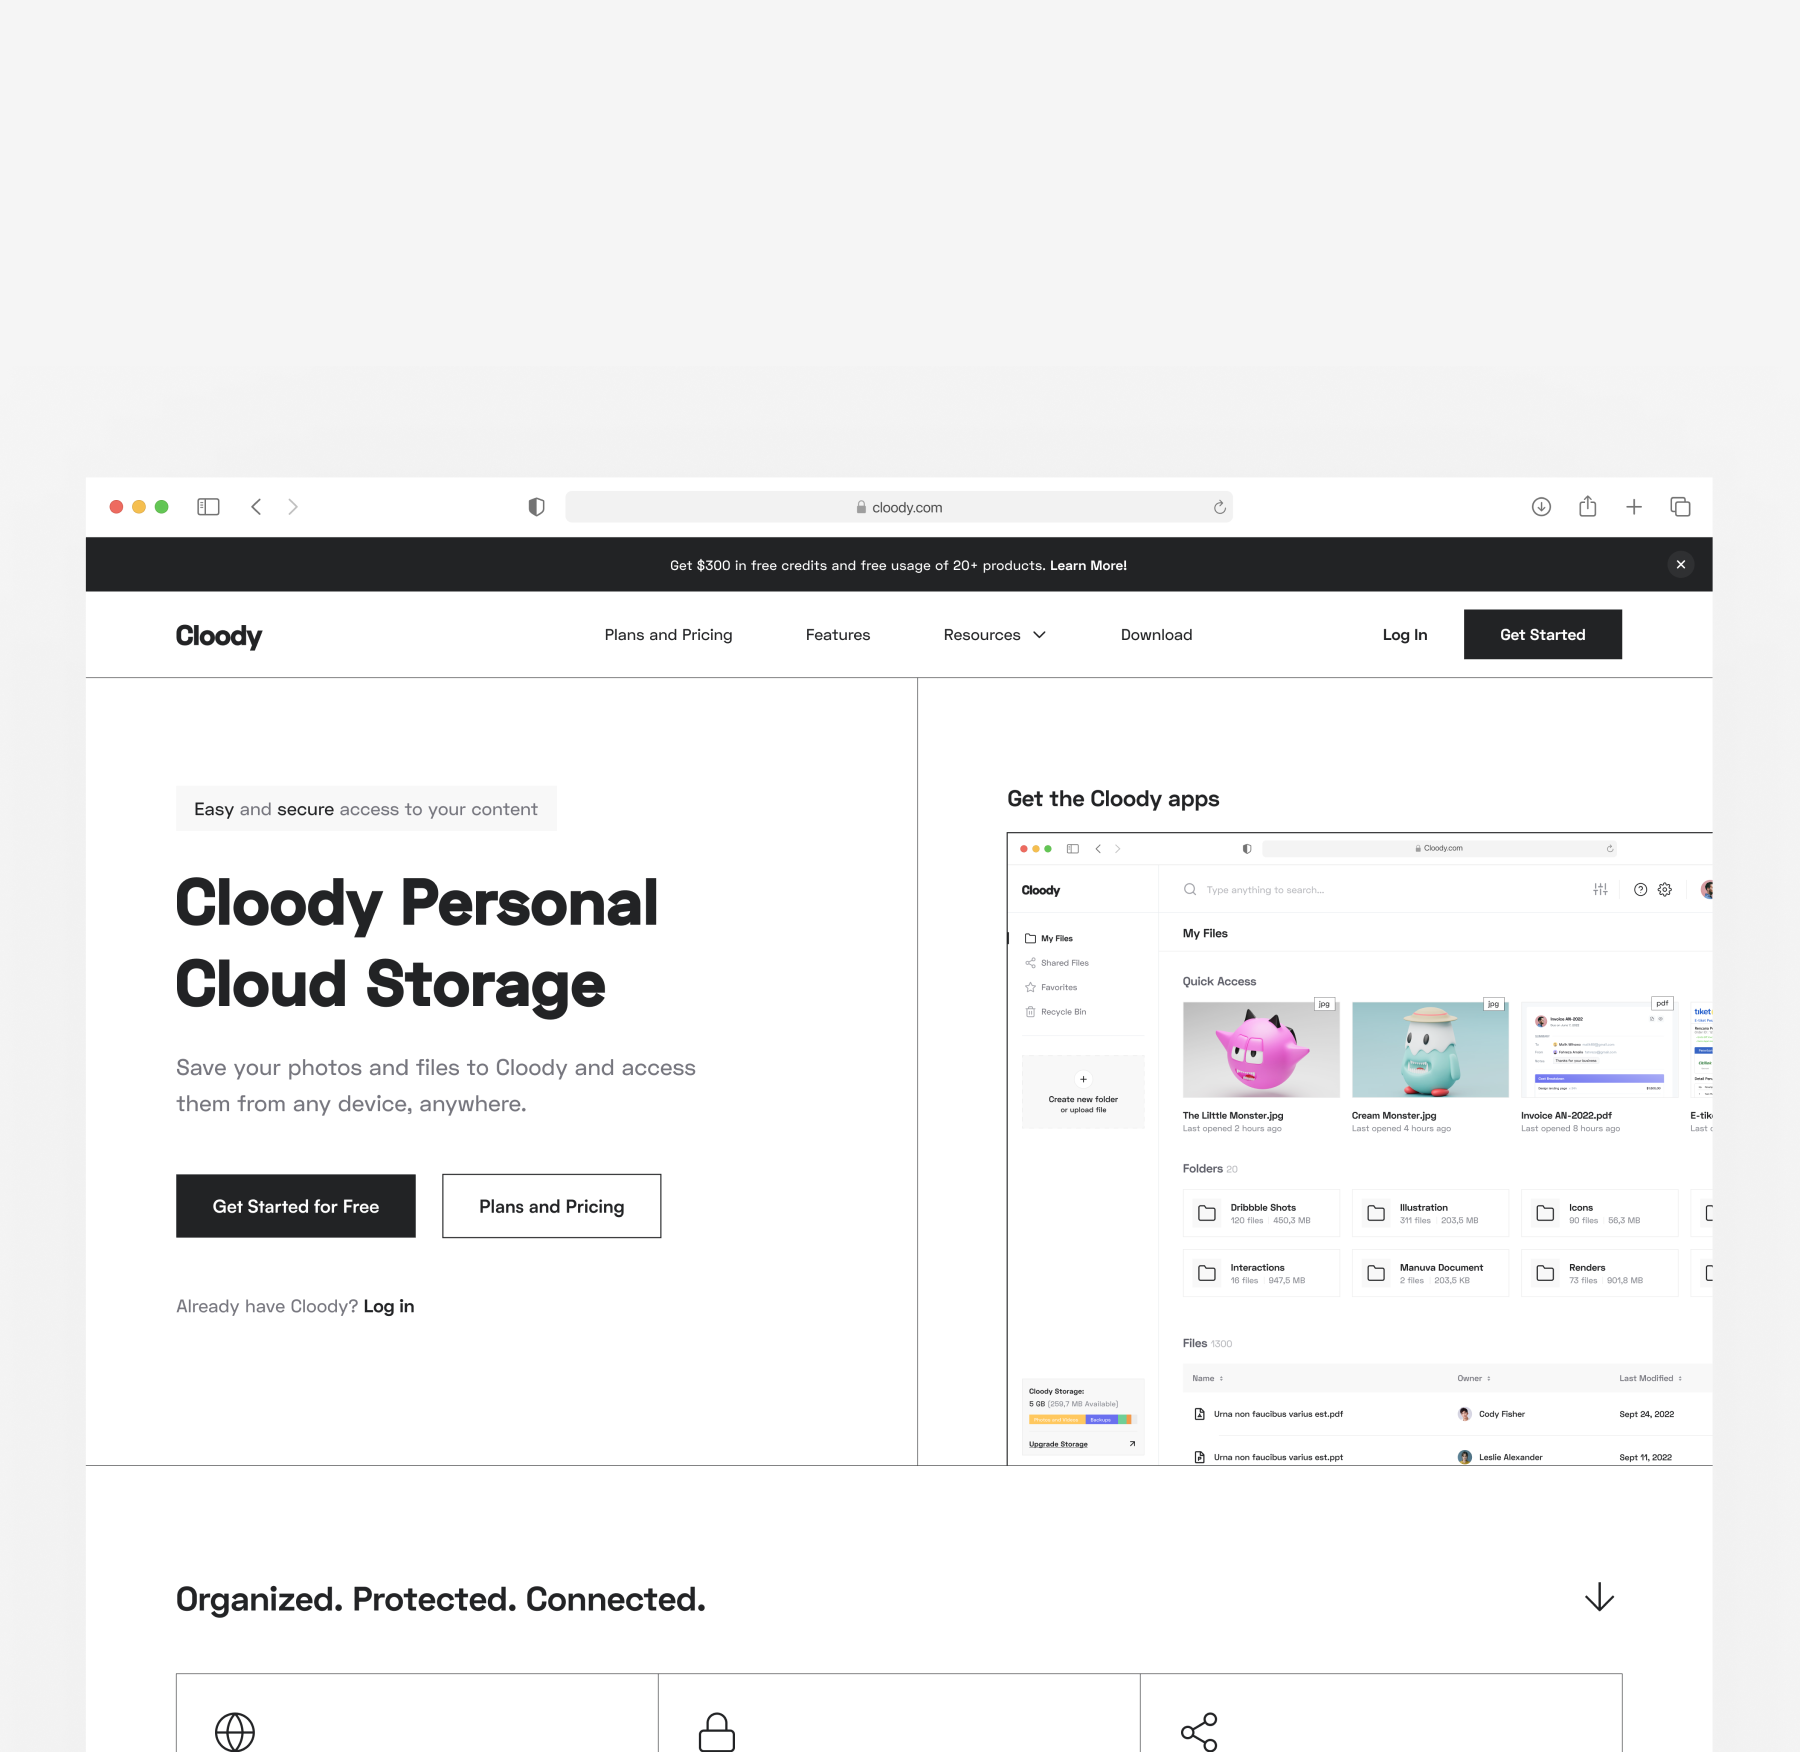 cloody.com
Get $300 in free credits and free usage of 20+ products. Learn More!
Cloody
Plans and Pricing
Features
Resources
Download
Log In
Get Started
Easy and secure access to your content
Cloody Personal
Cloud Storage
Save your photos and files to Cloody and access
them from any device, anywhere.
Get Started for Free
Plans and Pricing
Already have Cloody? Log in
Get the Cloody apps
Cloody.com
Cloody
Type anything to search...
My Files
Shared Files
Favorites
Recycle Bin
Create new folder
or upload file
Cloody Storage:
5 GB (259,7 MB Available)
Photos and Videos
Backups
Upgrade Storage
My Files
Quick Access
jpg
jpg
pdf
Invoice AN-2022
tiket
The Lilttle Monster.jpg
Last opened 2 hours ago
Cream Monster.jpg
Last opened 4 hours ago
Invoice AN-2022.pdf
Last opened 8 hours ago
E-tik
Last
Folders 20
Dribbble Shots
120 files 450,3 MB
Illustration
311 files 203,5 MB
Icons
90 files 56,3 MB
Interactions
16 files 947,5 MB
Manuva Document
2 files 203,5 KB
Renders
73 files 901,8 MB
Files 1300
Name
Owner
Last Modified
Urna non faucibus varius est.pdf
Cody Fisher
Sept 24, 2022
Urna non faucibus varius est.ppt
Leslie Alexander
Sept 11, 2022
Organized. Protected. Connected.